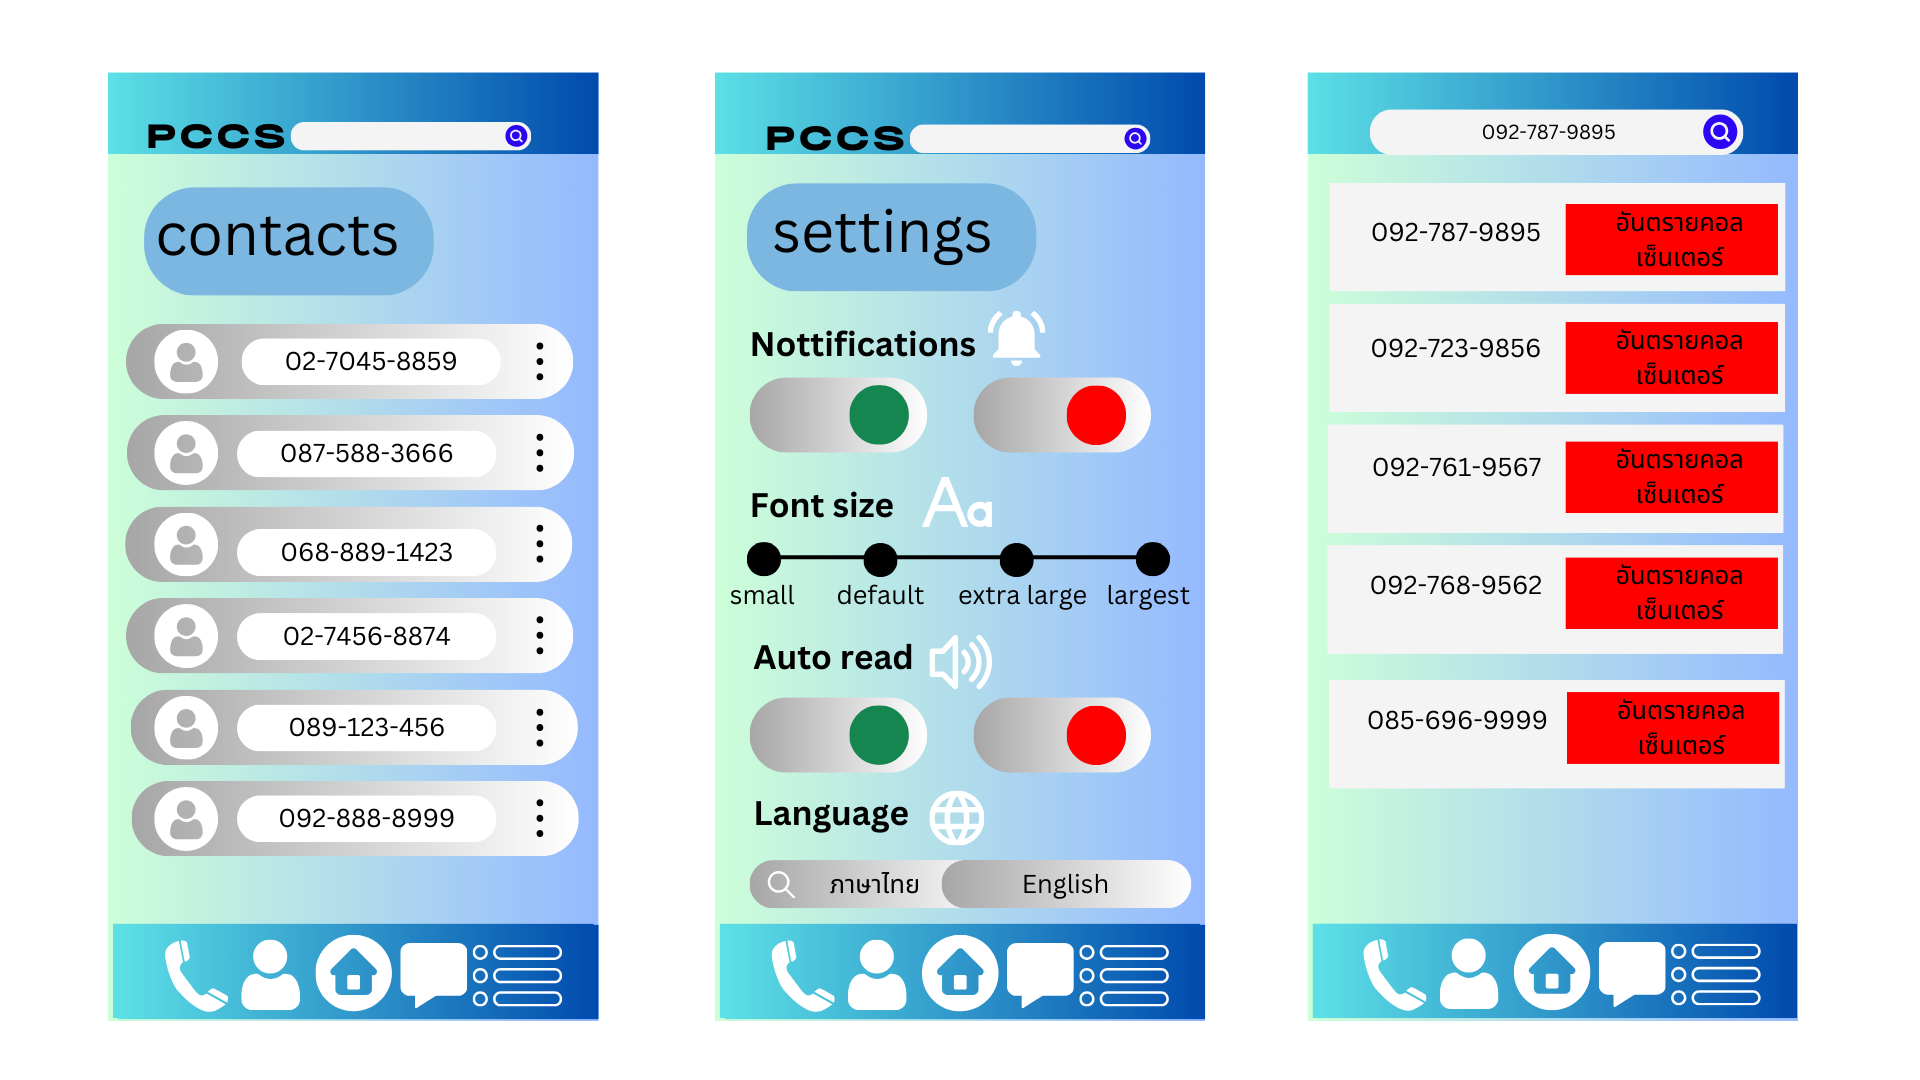 PCCS
contacts
02-7045-8859
087-588-3666
068-889-1423
02-7456-8874
089-123-456
092-888-8999
PCCS
settings
Nottifications
Font size Aa
small default extra large largest
Auto read
Language
ภาษาไทย English
092-787-9895
092-787-9895
อันตรายคอล
เซ็นเตอร์
092-723-9856
อันตรายคอล
เซ็นเตอร์
092-761-9567
อันตรายคอล
เซ็นเตอร์
092-768-9562
อันตรายคอล
เซ็นเตอร์
085-696-9999
อันตรายคอล
เซ็นเตอร์